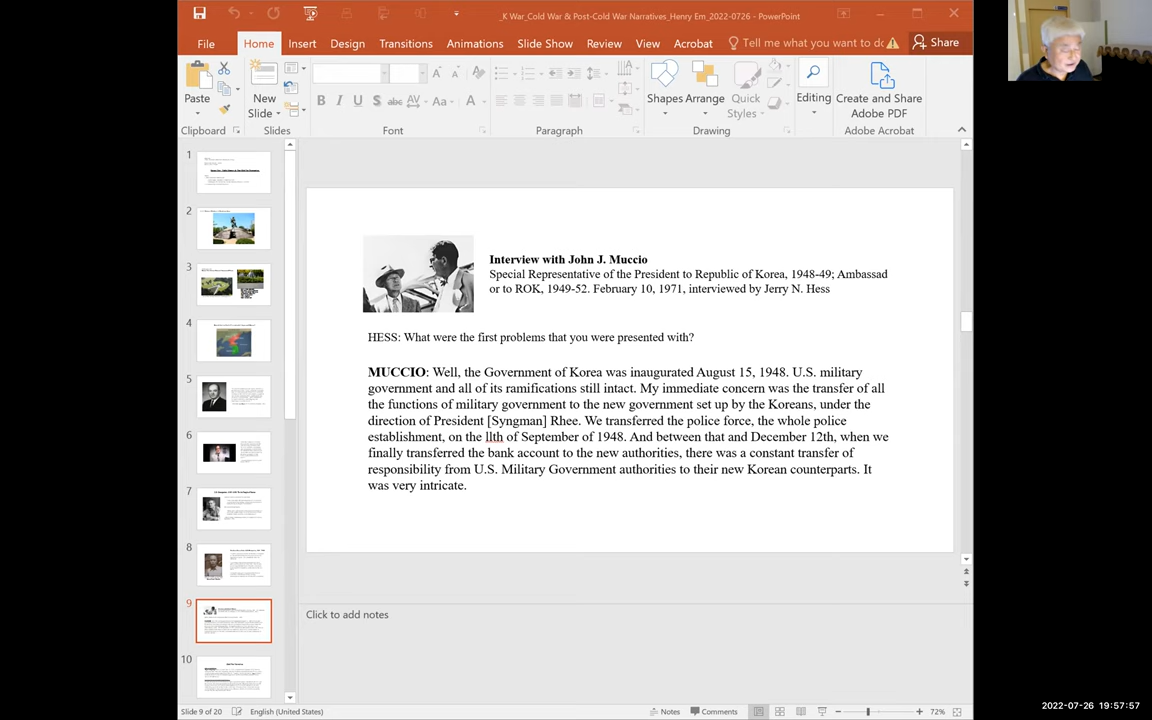 _K War_Cold War & Post-Cold War Narratives_Henry Em_2022-0726 - PowerPoint
File Home Insert Design Transitions Animations Slide Show Review View Acrobat Tell me what you want to do Share
Paste
New
Slide
Shapes Arrange Quick
Styles
Editing
Create and Share
Adobe PDF
Clipboard Slides Font Paragraph Drawing Adobe Acrobat
1
2
3
4
5
6
7
8
9
10
Interview with John J. Muccio
Special Representative of the President to Republic of Korea, 1948-49; Ambassad
or to ROK, 1949-52. February 10, 1971, interviewed by Jerry N. Hess
HESS: What were the first problems that you were presented with?
MUCCIO: Well, the Government of Korea was inaugurated August 15, 1948. U.S. military
government and all of its ramifications still intact. My immediate concern was the transfer of all
the functions of military government to the new government set up by the Koreans, under the
direction of President [Syngman] Rhee. We transferred the police force, the whole police
establishment, on the llth of September of 1948. And between that and December 12th, when we
finally transferred the bank account to the new authorities, there was a constant transfer of
responsibility from U.S. Military Government authorities to their new Korean counterparts. It
was very intricate.
Click to add notes
Slide 9 of 20 English (United States) Notes Comments 72%
2022-07-26 19:57:57